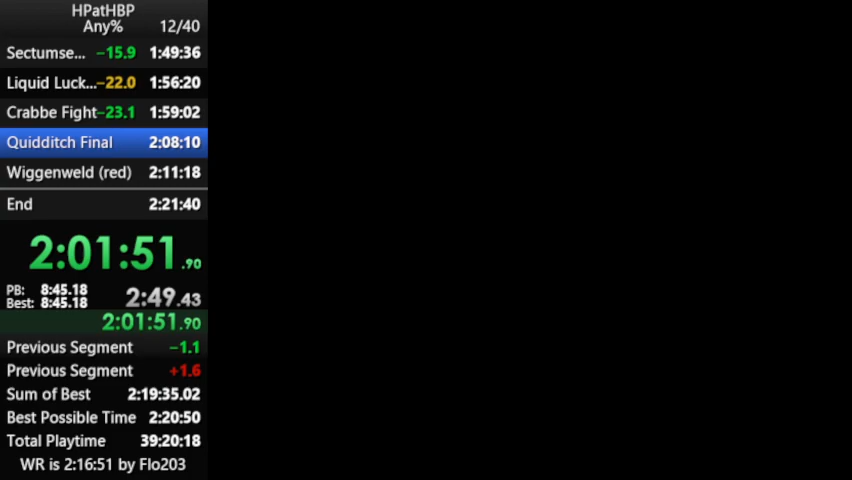 HPatHBP
Any% 12/40
Sectumse... −15.9 1:49:36
Liquid Luck... −22.0 1:56:20
Crabbe Fight −23.1 1:59:02
Quidditch Final 2:08:10
Wiggenweld (red) 2:11:18
End 2:21:40
2:01:51.90
PB: 8:45.18
Best: 8:45.18 2:49.43
2:01:51.90
Previous Segment −1.1
Previous Segment +1.6
Sum of Best 2:19:35.02
Best Possible Time 2:20:50
Total Playtime 39:20:18
WR is 2:16:51 by Flo203